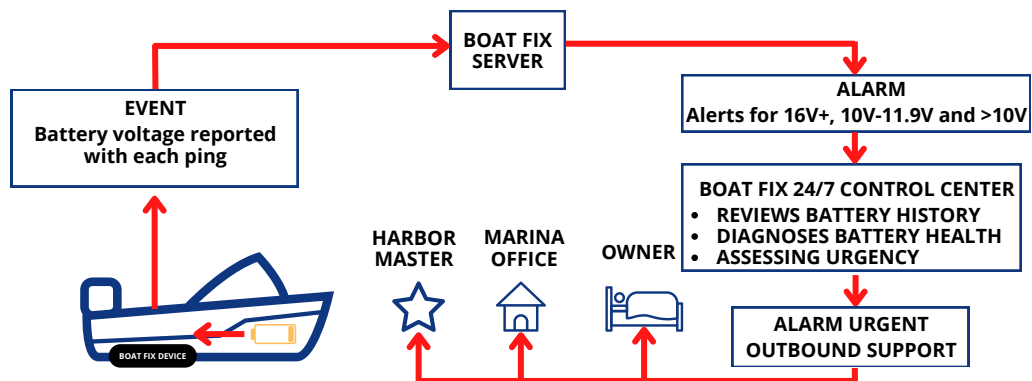 BOAT FIX
SERVER
EVENT
Battery voltage reported
with each ping
ALARM
Alerts for 16V+, 10V-11.9V and >10V
BOAT FIX 24/7 CONTROL CENTER
• REVIEWS BATTERY HISTORY
• DIAGNOSES BATTERY HEALTH
• ASSESSING URGENCY
HARBOR
MASTER
MARINA
OFFICE
OWNER
ALARM URGENT
OUTBOUND SUPPORT
BOAT FIX DEVICE